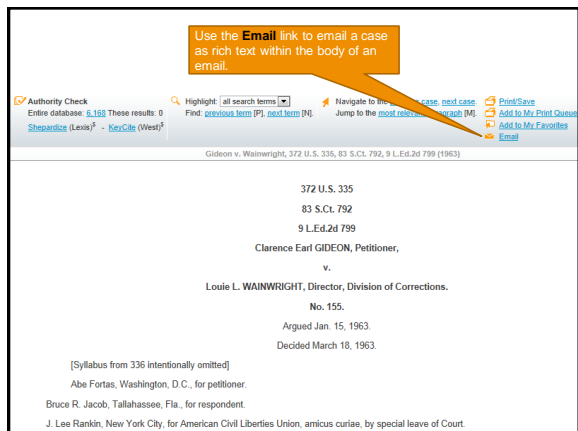 Use the Email link to email a case
as rich text within the body of an
email.
Authority Check
Entire database: 6,168 These results: 0
Shepardize (Lexis)$ - KeyCite (West)$
Highlight: all search terms
Find: previous term [P], next term [N].
Navigate to the case, next case.
Jump to the most relevant paragraph [M].
Print/Save
Add to My Print Queue
Add to My Favorites
Email
Gideon v. Wainwright, 372 U.S. 335, 83 S.Ct. 792, 9 L.Ed.2d 799 (1963)
372 U.S. 335
83 S.Ct. 792
9 L.Ed.2d 799
Clarence Earl GIDEON, Petitioner,
v.
Louie L. WAINWRIGHT, Director, Division of Corrections.
No. 155.
Argued Jan. 15, 1963.
Decided March 18, 1963.
[Syllabus from 336 intentionally omitted]
Abe Fortas, Washington, D.C., for petitioner.
Bruce R. Jacob, Tallahassee, Fla., for respondent.
J. Lee Rankin, New York City, for American Civil Liberties Union, amicus curiae, by special leave of Court.